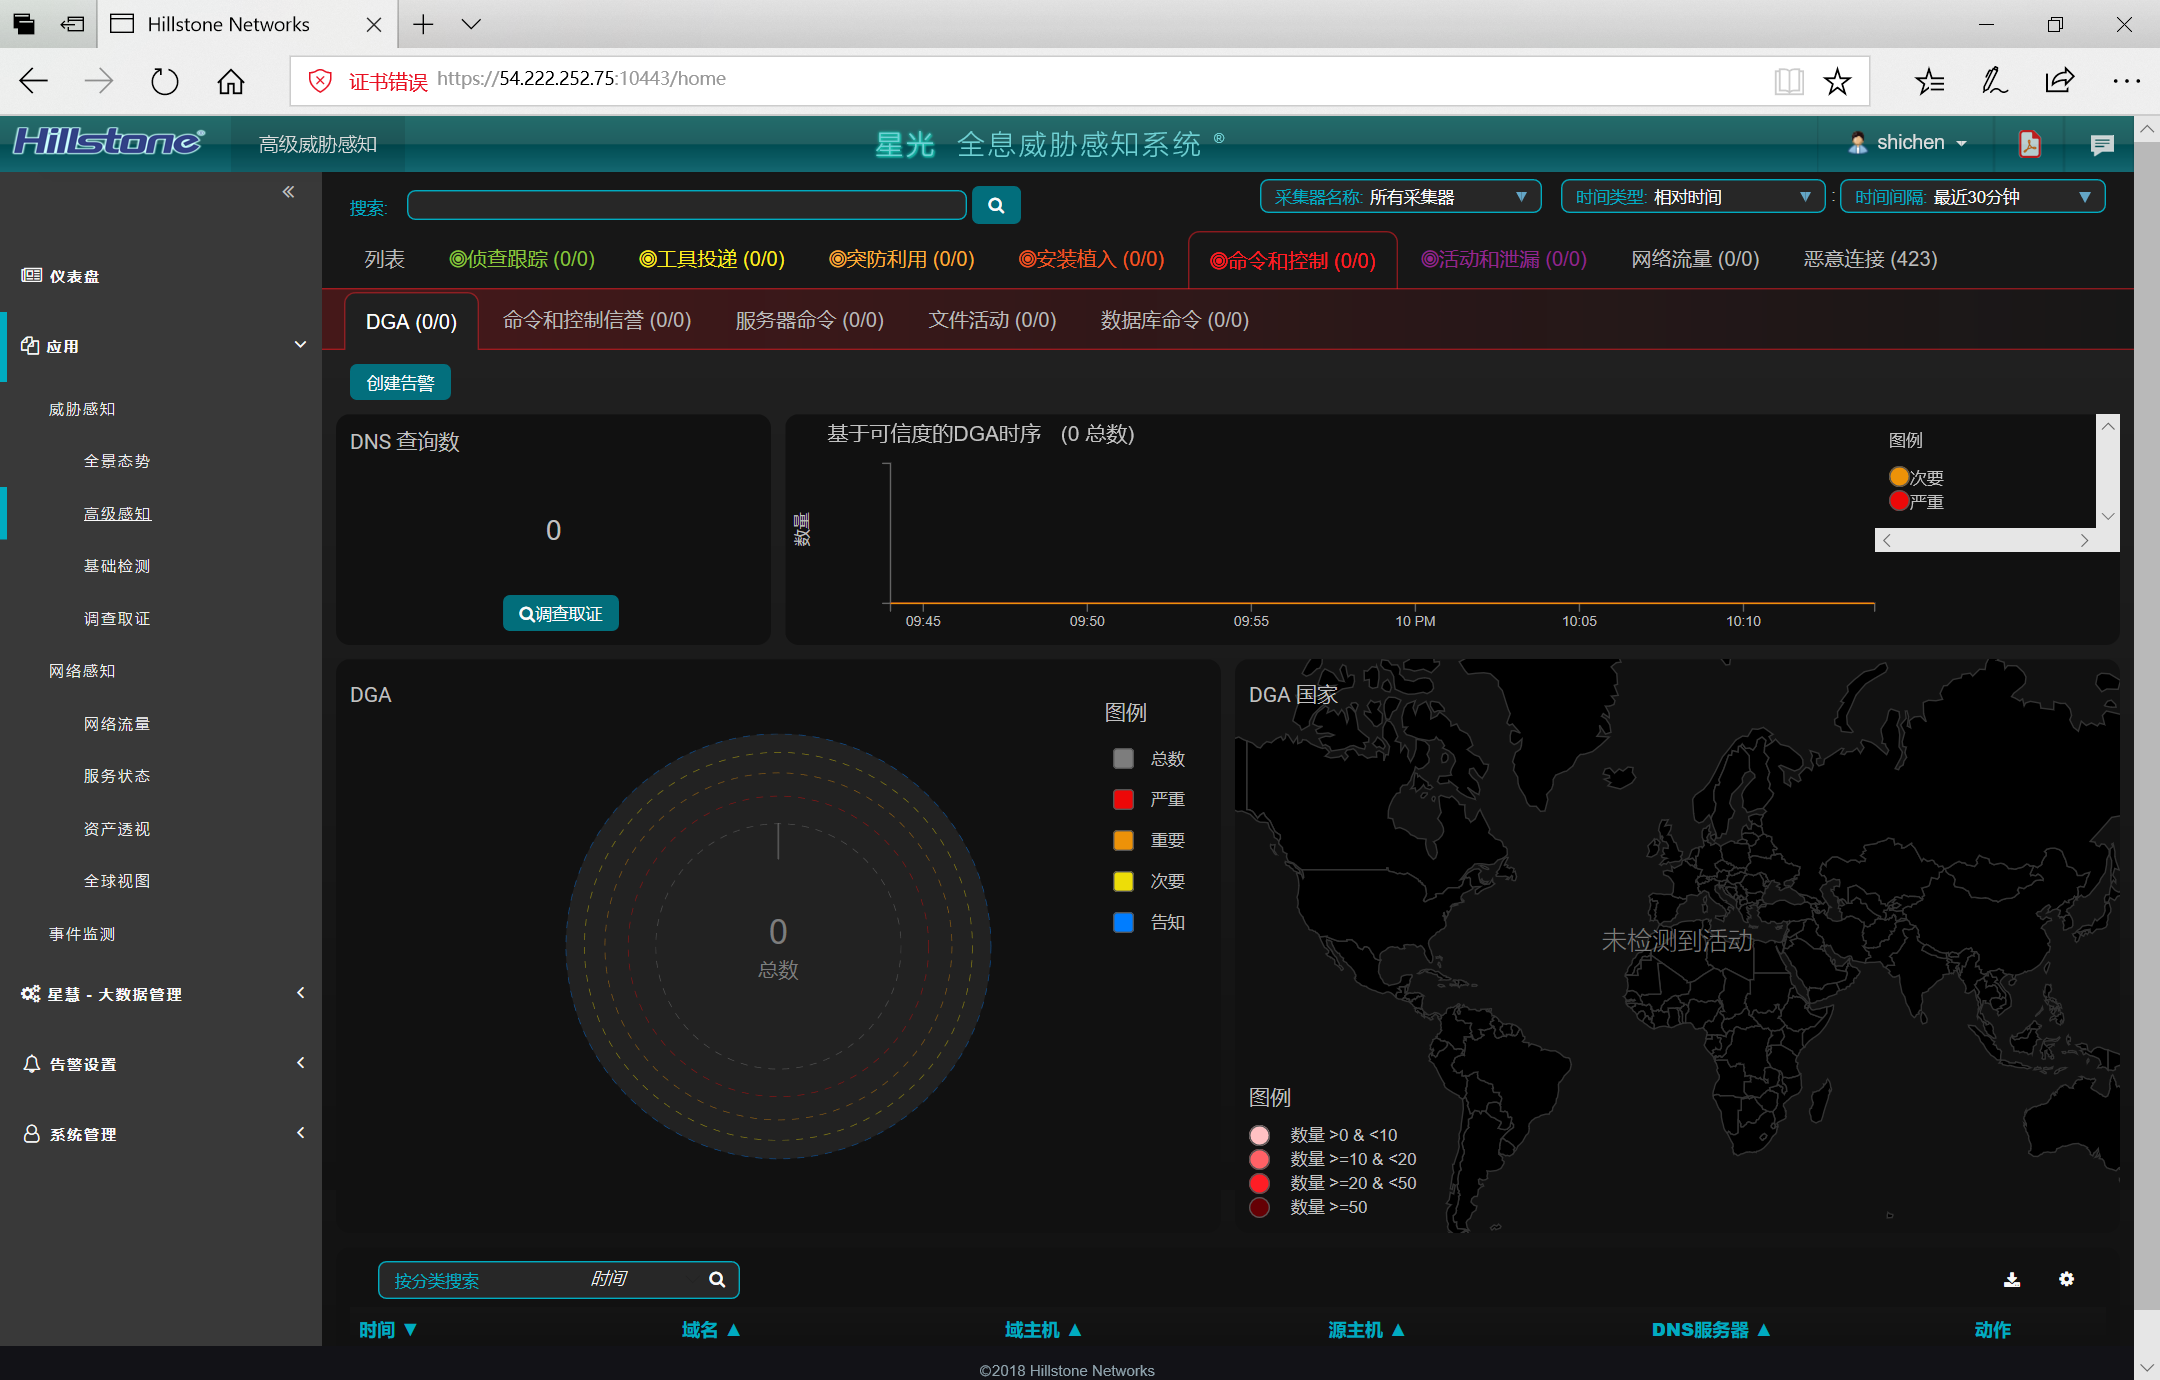 Hillstone Networks
证书错误 https://54.222.252.75:10443/home
Hillstone® 高级威胁感知 星光 全息威胁感知系统 ® shichen
搜索: 采集器名称: 所有采集器 时间类型: 相对时间 : 时间间隔: 最近30分钟
列表 侦查跟踪 (0/0) 工具投递 (0/0) 突防利用 (0/0) 安装植入 (0/0) 命令和控制 (0/0) 活动和泄漏 (0/0) 网络流量 (0/0) 恶意连接 (423)
DGA (0/0) 命令和控制信誉 (0/0) 服务器命令 (0/0) 文件活动 (0/0) 数据库命令 (0/0)
仪表盘
应用
威胁感知
全景态势
高级感知
基础检测
调查取证
网络感知
网络流量
服务状态
资产透视
全球视图
事件监测
星慧 - 大数据管理
告警设置
系统管理
创建告警
DNS 查询数
0
调查取证
基于可信度的DGA时序 (0 总数)
数量
09:45 09:50 09:55 10 PM 10:05 10:10
图例
次要
严重
DGA
0
总数
图例
总数
严重
重要
次要
告知
DGA 国家
未检测到活动
图例
数量 >0 & <10
数量 >=10 & <20
数量 >=20 & <50
数量 >=50
按分类搜索 时间
时间 ▼ 域名 ▲ 域主机 ▲ 源主机 ▲ DNS服务器 ▲ 动作
©2018 Hillstone Networks